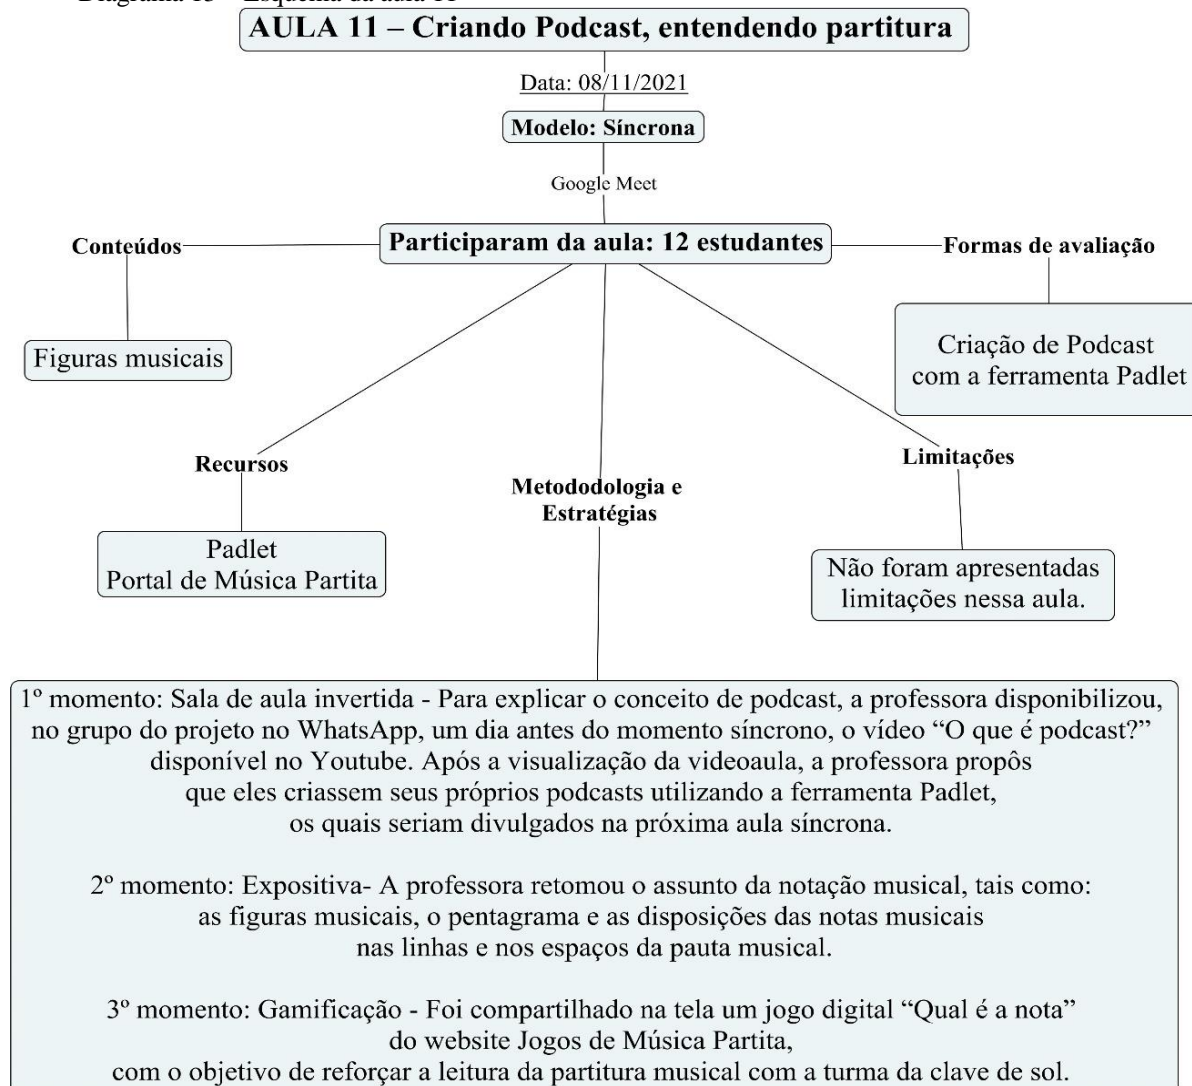 Diagrama 13 – Esquema da aula 11
AULA 11 – Criando Podcast, entendendo partitura
Data: 08/11/2021
Modelo: Síncrona
Google Meet
Conteúdos
Participaram da aula: 12 estudantes
Formas de avaliação
Figuras musicais
Criação de Podcast
com a ferramenta Padlet
Recursos
Metododologia e
Estratégias
Limitações
Padlet
Portal de Música Partita
Não foram apresentadas
limitações nessa aula.
1º momento: Sala de aula invertida - Para explicar o conceito de podcast, a professora disponibilizou,
no grupo do projeto no WhatsApp, um dia antes do momento síncrono, o vídeo “O que é podcast?”
disponível no Youtube. Após a visualização da videoaula, a professora propôs
que eles criassem seus próprios podcasts utilizando a ferramenta Padlet,
os quais seriam divulgados na próxima aula síncrona.
2º momento: Expositiva- A professora retomou o assunto da notação musical, tais como:
as figuras musicais, o pentagrama e as disposições das notas musicais
nas linhas e nos espaços da pauta musical.
3º momento: Gamificação - Foi compartilhado na tela um jogo digital “Qual é a nota”
do website Jogos de Música Partita,
com o objetivo de reforçar a leitura da partitura musical com a turma da clave de sol.